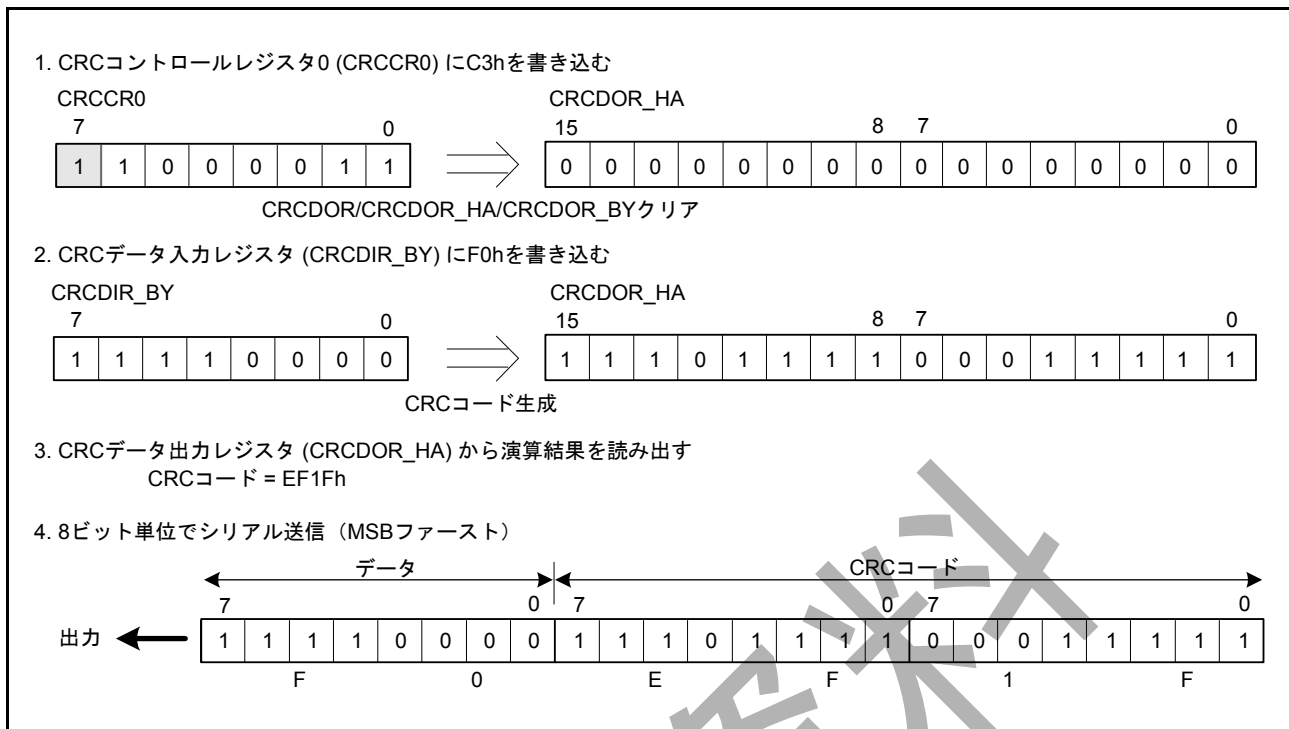 1. CRCコントロールレジスタ0 (CRCCR0) にC3hを書き込む
CRCCR0 CRCDOR_HA
7 0 15 8 7 0
1 1 0 0 0 0 1 1 0 0 0 0 0 0 0 0 0 0 0 0 0 0 0 0
CRCDOR/CRCDOR_HA/CRCDOR_BYクリア
2. CRCデータ入力レジスタ (CRCDIR_BY) にF0hを書き込む
CRCDIR_BY CRCDOR_HA
7 0 15 8 7 0
1 1 1 1 0 0 0 0 1 1 1 0 1 1 1 1 0 0 0 1 1 1 1 1
CRCコード生成
3. CRCデータ出力レジスタ (CRCDOR_HA) から演算結果を読み出す
CRCコード = EF1Fh
4. 8ビット単位でシリアル送信（MSBファースト）
データ CRCコード
7 0 7 0 7 0
出力 1 1 1 1 0 0 0 0 1 1 1 0 1 1 1 1 0 0 0 1 1 1 1 1
F 0 E F 1 F
料